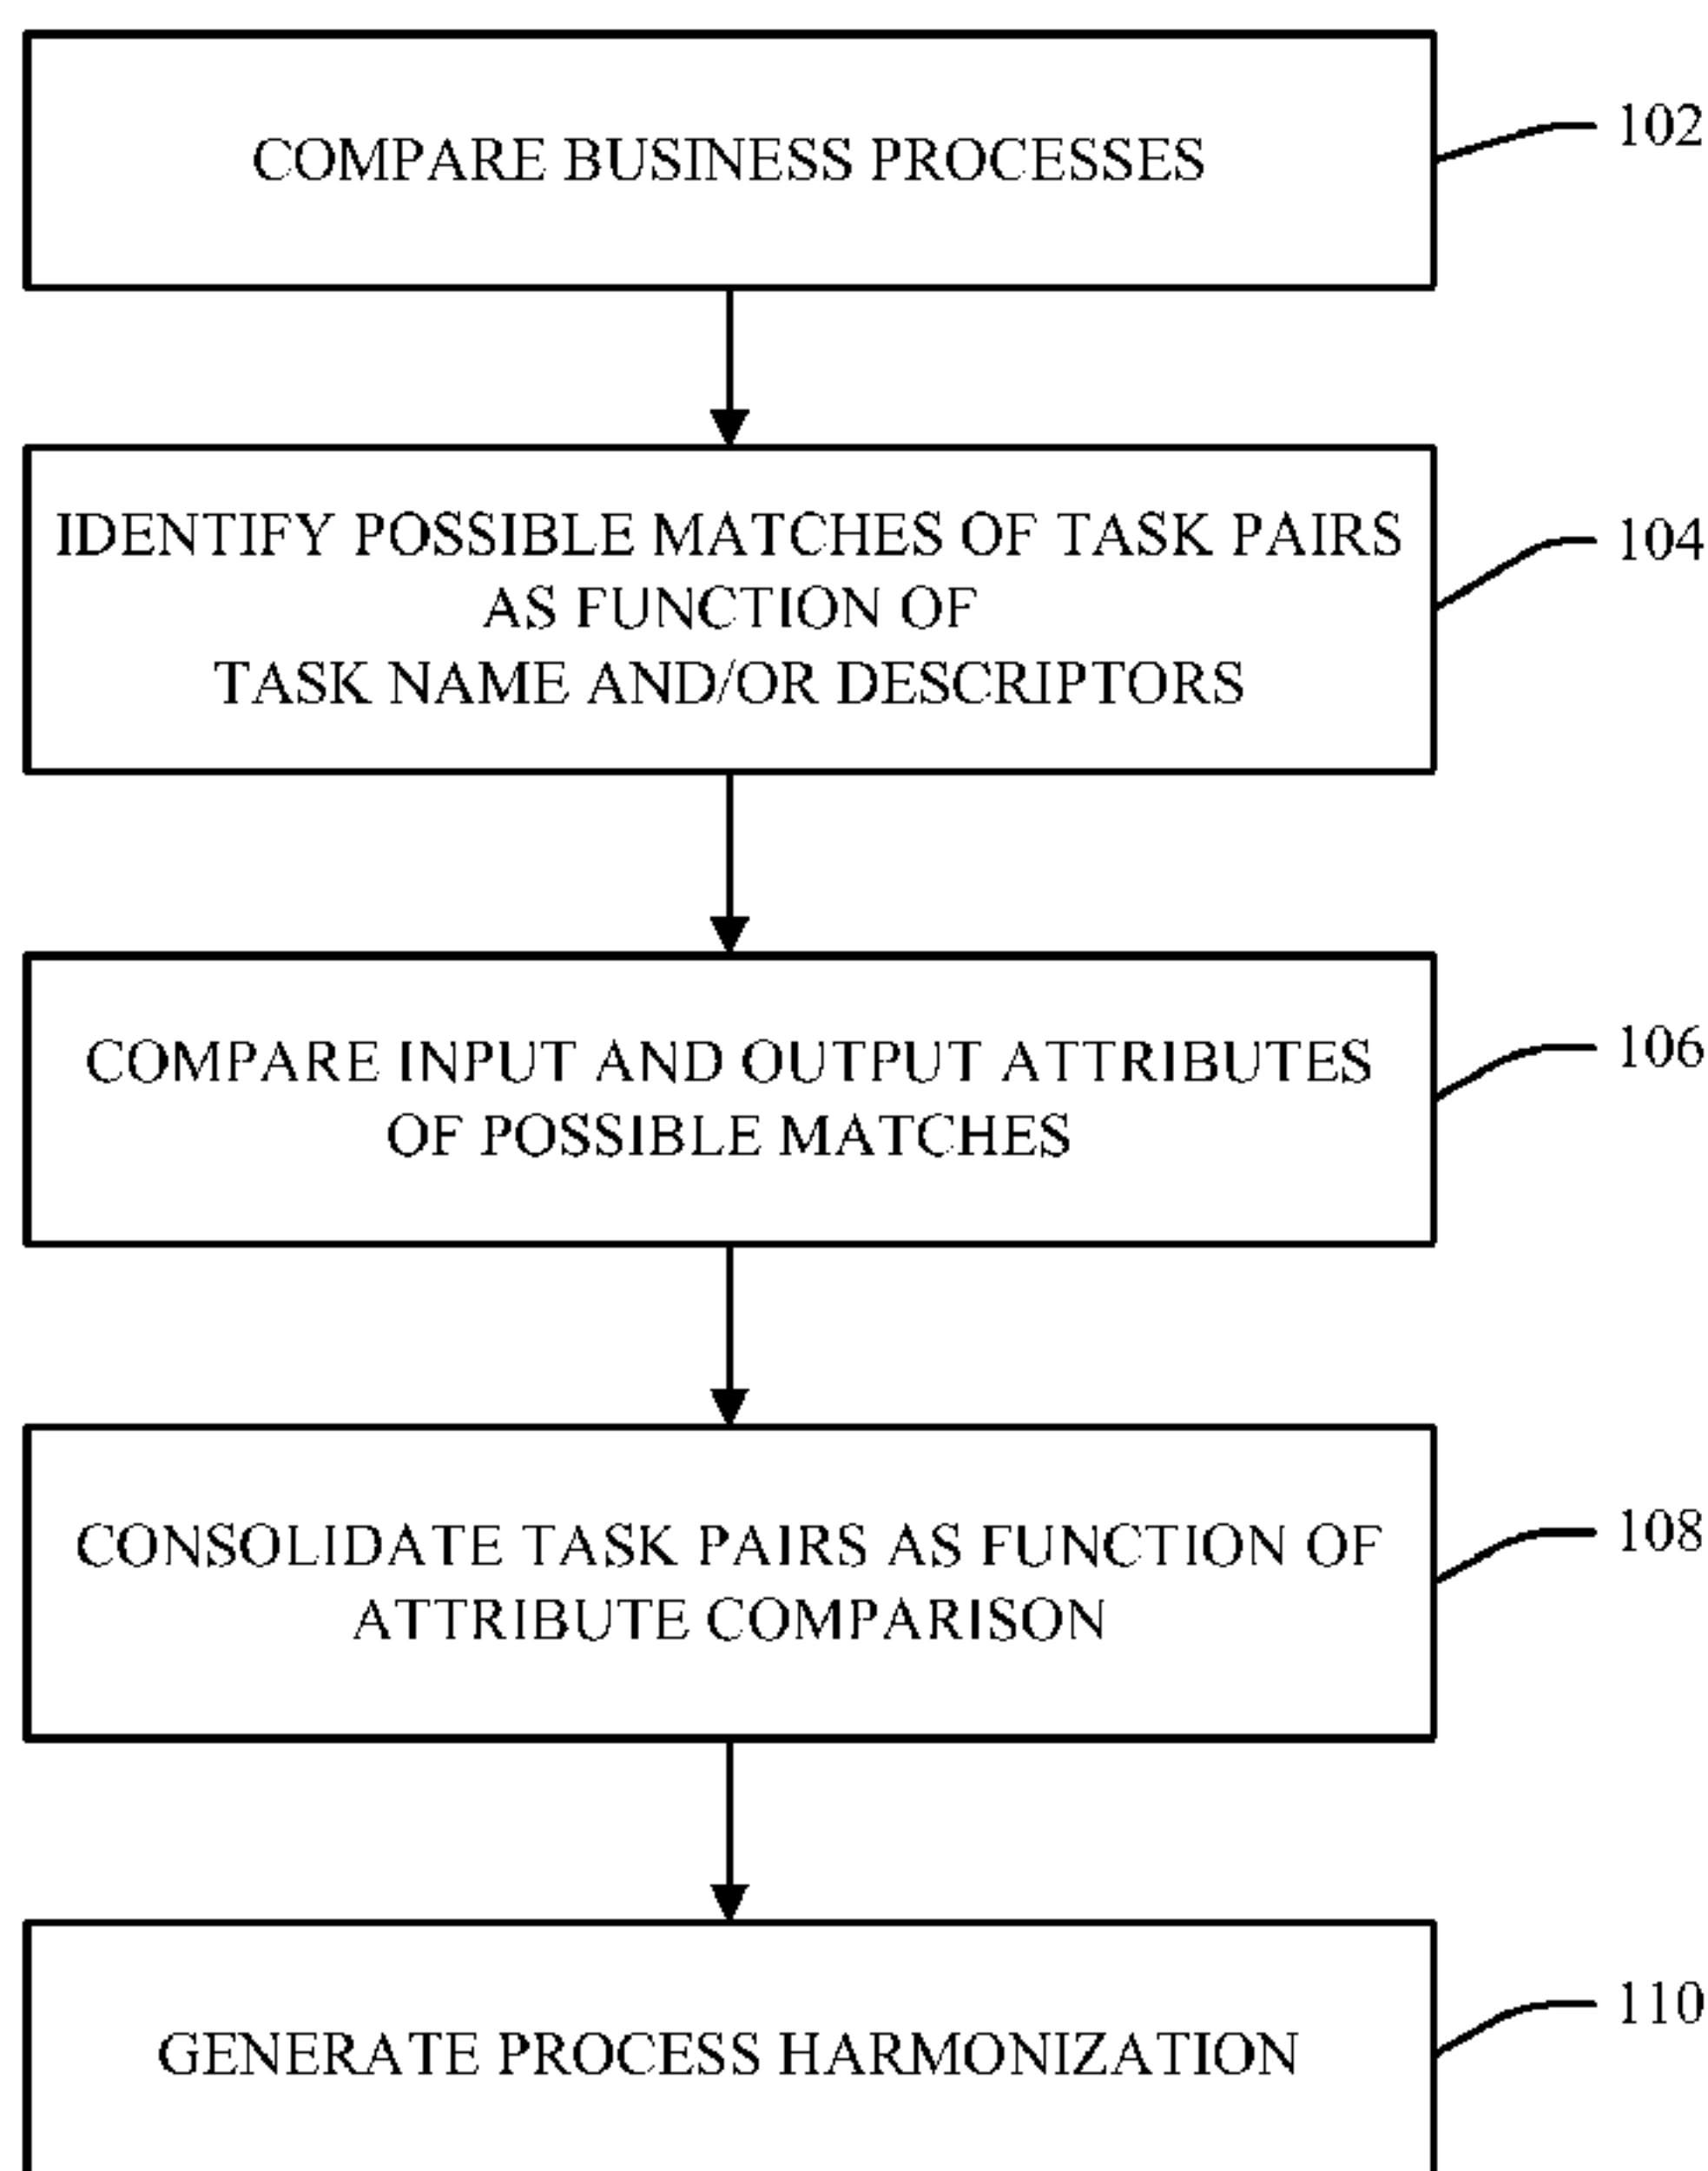 COMPARE BUSINESS PROCESSES
102
IDENTIFY POSSIBLE MATCHES OF TASK PAIRS
AS FUNCTION OF
TASK NAME AND/OR DESCRIPTORS
104
COMPARE INPUT AND OUTPUT ATTRIBUTES
OF POSSIBLE MATCHES
106
CONSOLIDATE TASK PAIRS AS FUNCTION OF
ATTRIBUTE COMPARISON
108
GENERATE PROCESS HARMONIZATION
110